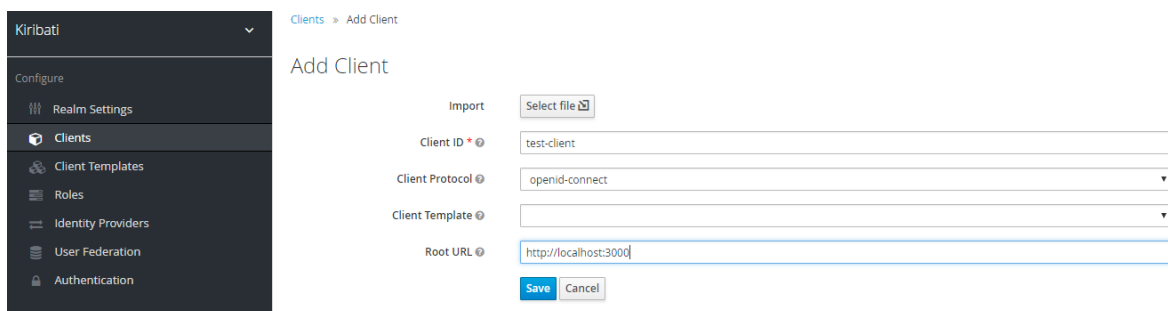 Kiribati
Configure
Realm Settings
Clients
Client Templates
Roles
Identity Providers
User Federation
Authentication
Clients » Add Client
Add Client
Import Select file
Client ID * test-client
Client Protocol openid-connect
Client Template
Root URL http://localhost:3000
Save Cancel